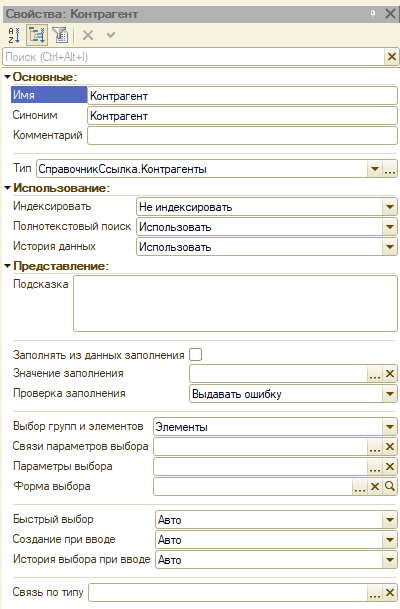 Свойства: Контрагент
Поиск (Ctrl+Alt+I)
Основные:
Имя Контрагент
Синоним Контрагент
Комментарий
Тип СправочникСсылка.Контрагенты
Использование:
Индексировать Не индексировать
Полнотекстовый поиск Использовать
История данных Использовать
Представление:
Подсказка
Заполнять из данных заполнения
Значение заполнения
Проверка заполнения Выдавать ошибку
Выбор групп и элементов Элементы
Связи параметров выбора
Параметры выбора
Форма выбора
Быстрый выбор Авто
Создание при вводе Авто
История выбора при вводе Авто
Связь по типу